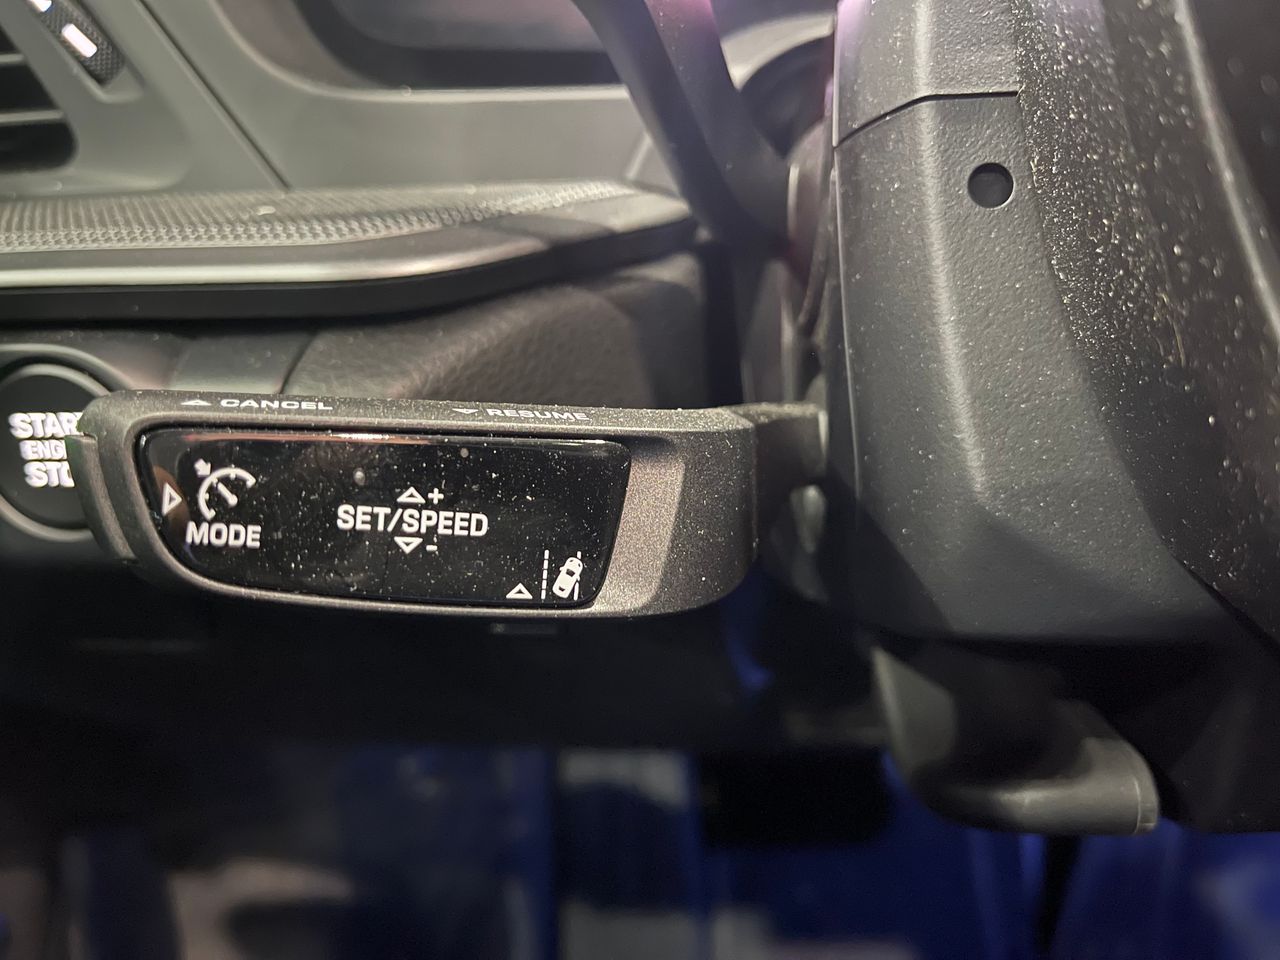 CANCEL
RESUME
START
ENG
STO
MODE
+
SET/SPEED
-